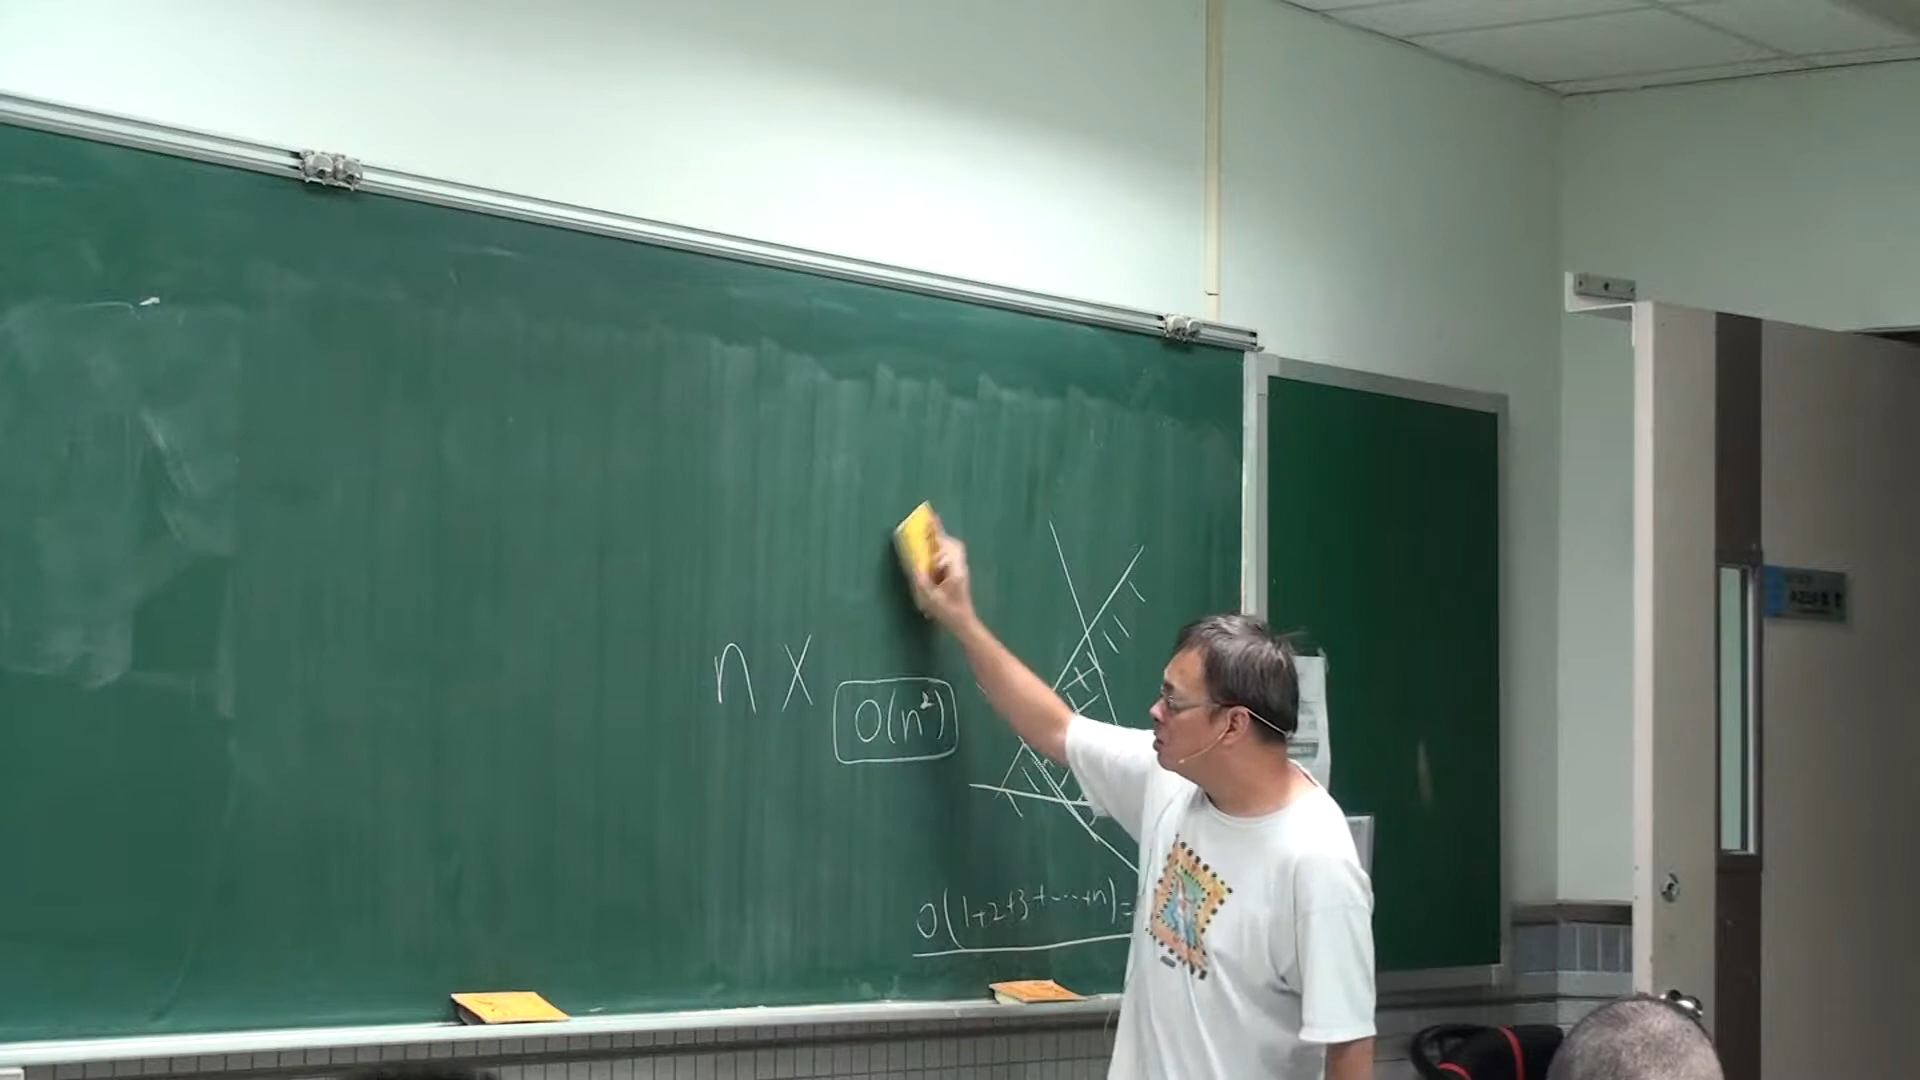 n x
O(n²)
O(1+2+3+...+n)=